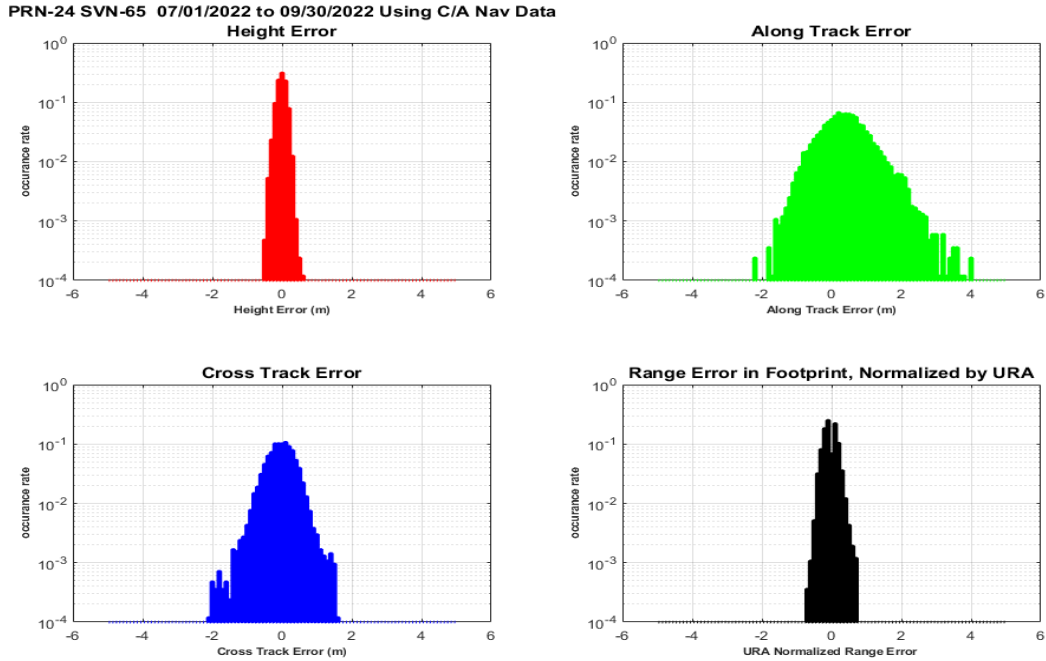 PRN-24 SVN-65  07/01/2022 to 09/30/2022 Using C/A Nav Data
Height Error
10^0
10^-1
10^-2
10^-3
10^-4
occurance rate
-6 -4 -2 0 2 4 6
Height Error (m)
Along Track Error
10^0
10^-1
10^-2
10^-3
10^-4
occurance rate
-6 -4 -2 0 2 4 6
Along Track Error (m)
Cross Track Error
10^0
10^-1
10^-2
10^-3
10^-4
occurance rate
-6 -4 -2 0 2 4 6
Cross Track Error (m)
Range Error in Footprint, Normalized by URA
10^0
10^-1
10^-2
10^-3
10^-4
occurance rate
-6 -4 -2 0 2 4 6
URA Normalized Range Error